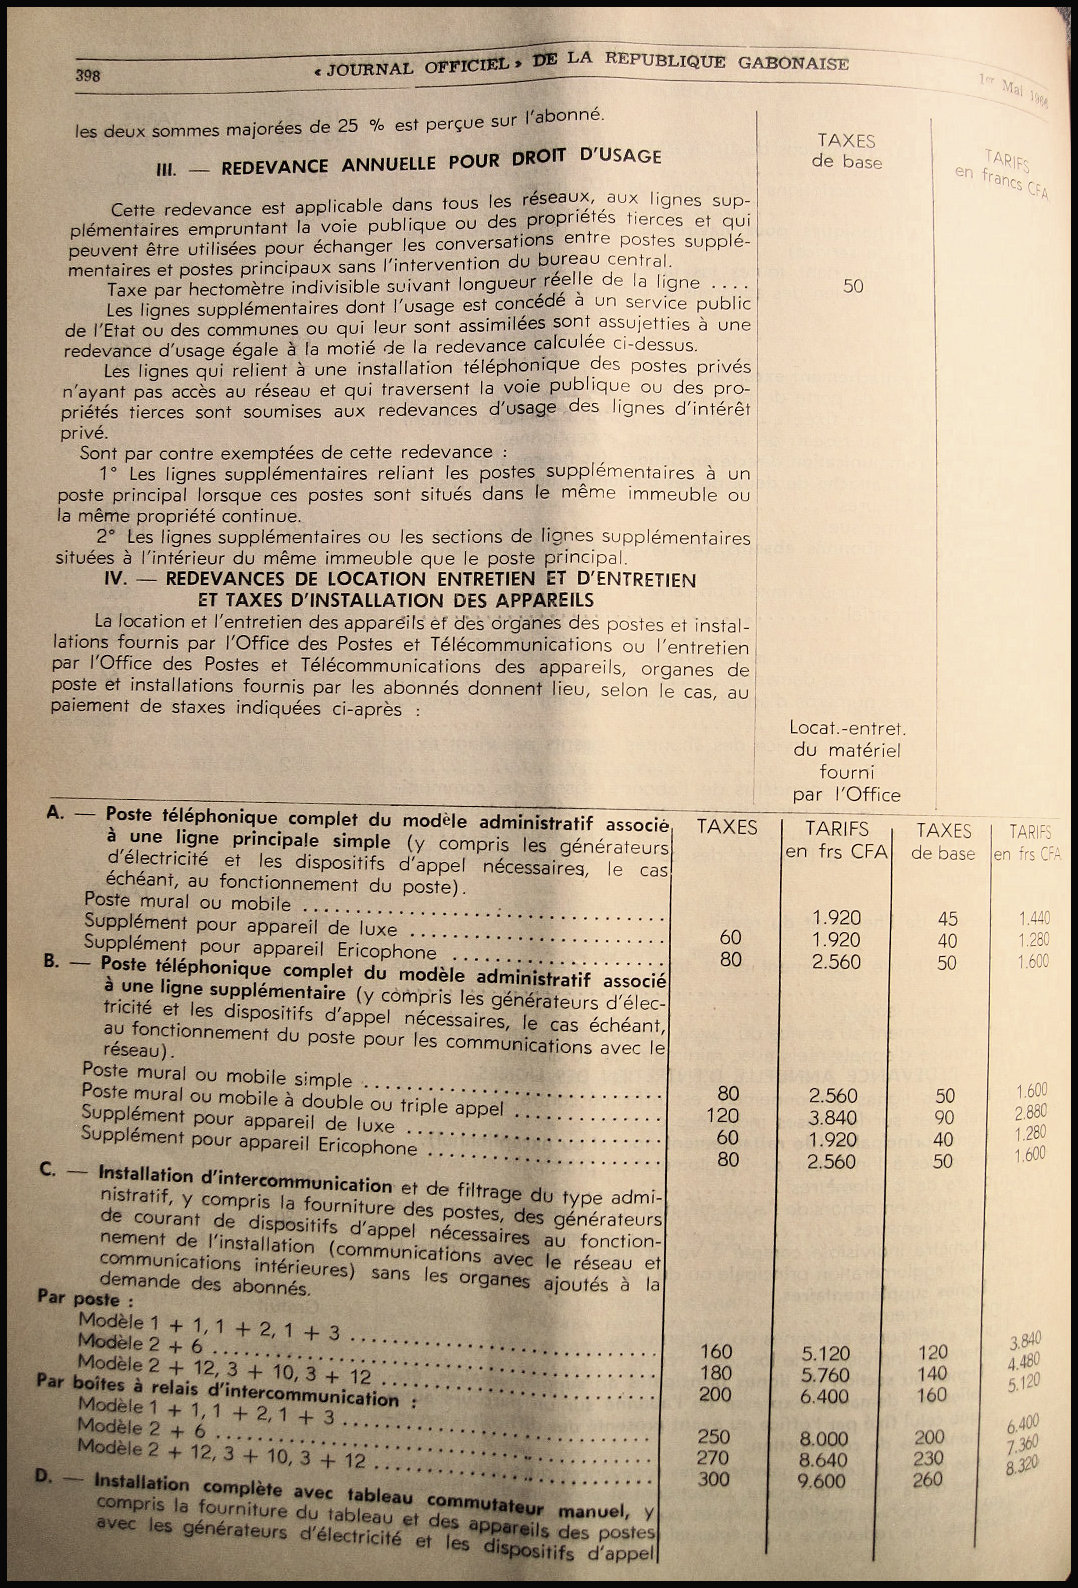 398
« JOURNAL OFFICIEL » DE LA REPUBLIQUE GABONAISE
1er Mai 1966
les deux sommes majorées de 25 % est perçue sur l'abonné.
TAXES
de base
TARIFS
en francs CFA
III. — REDEVANCE ANNUELLE POUR DROIT D'USAGE
Cette redevance est applicable dans tous les réseaux, aux lignes sup-
plémentaires empruntant la voie publique ou des propriétés tierces et qui
peuvent être utilisées pour échanger les conversations entre postes supplé-
mentaires et postes principaux sans l'intervention du bureau central.
Taxe par hectomètre indivisible suivant longueur réelle de la ligne .... 50
Les lignes supplémentaires dont l'usage est concédé à un service public
de l'Etat ou des communes ou qui leur sont assimilées sont assujetties à une
redevance d'usage égale à la motié de la redevance calculée ci-dessus.
Les lignes qui relient à une installation téléphonique des postes privés
n'ayant pas accès au réseau et qui traversent la voie publique ou des pro-
priétés tierces sont soumises aux redevances d'usage des lignes d'intérêt
privé.
Sont par contre exemptées de cette redevance :
1° Les lignes supplémentaires reliant les postes supplémentaires à un
poste principal lorsque ces postes sont situés dans le même immeuble ou
la même propriété continue.
2° Les lignes supplémentaires ou les sections de lignes supplémentaires
situées à l'intérieur du même immeuble que le poste principal.
IV. — REDEVANCES DE LOCATION ENTRETIEN ET D'ENTRETIEN
ET TAXES D'INSTALLATION DES APPAREILS
La location et l'entretien des appareils et des organes des postes et instal-
lations fournis par l'Office des Postes et Télécommunications ou l'entretien
par l'Office des Postes et Télécommunications des appareils, organes de
poste et installations fournis par les abonnés donnent lieu, selon le cas, au
paiement de staxes indiquées ci-après :
Locat.-entret.
du matériel
fourni
par l'Office
TAXES
TARIFS
en frs CFA
TAXES
de base
TARIFS
en frs CFA
A. — Poste téléphonique complet du modèle administratif associé
à une ligne principale simple (y compris les générateurs
d'électricité et les dispositifs d'appel nécessaires, le cas
échéant, au fonctionnement du poste).
Poste mural ou mobile .................... 1.920 45 1.440
Supplément pour appareil de luxe .................... 60 1.920 40 1.280
Supplément pour appareil Ericophone .................... 80 2.560 50 1.600
B. — Poste téléphonique complet du modèle administratif associé
à une ligne supplémentaire (y compris les générateurs d'élec-
tricité et les dispositifs d'appel nécessaires, le cas échéant,
au fonctionnement du poste pour les communications avec le
réseau).
Poste mural ou mobile simple .................... 80 2.560 50 1.600
Poste mural ou mobile à double ou triple appel .................... 120 3.840 90 2.880
Supplément pour appareil de luxe .................... 60 1.920 40 1.280
Supplément pour appareil Ericophone .................... 80 2.560 50 1.600
C. — Installation d'intercommunication et de filtrage du type admi-
nistratif, y compris la fourniture des postes, des générateurs
de courant de dispositifs d'appel nécessaires au fonction-
nement de l'installation (communications avec le réseau et
communications intérieures) sans les organes ajoutés à la
demande des abonnés.
Par poste :
Modèle 1 + 1, 1 + 2, 1 + 3 .................... 160 5.120 120 3.840
Modèle 2 + 6 .................... 180 5.760 140 4.480
Modèle 2 + 12, 3 + 10, 3 + 12 .................... 200 6.400 160 5.120
Par boîtes à relais d'intercommunication :
Modèle 1 + 1, 1 + 2, 1 + 3 .................... 250 8.000 200 6.400
Modèle 2 + 6 .................... 270 8.640 230 7.360
Modèle 2 + 12, 3 + 10, 3 + 12 .................... 300 9.600 260 8.320
D. — Installation complète avec tableau commutateur manuel, y
compris la fourniture du tableau et des appareils des postes
avec les générateurs d'électricité et les dispositifs d'appel